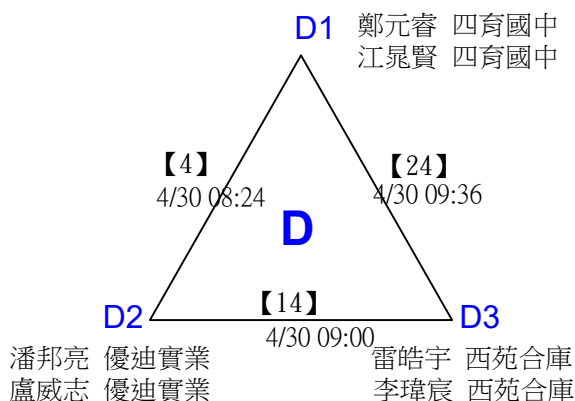 D1
鄭元睿 四育國中
江晁賢 四育國中
【4】
4/30 08:24
【24】
4/30 09:36
D
【14】
4/30 09:00
D2
D3
潘邦亮 優迪實業
盧威志 優迪實業
雷皓宇 西苑合庫
李瑋宸 西苑合庫